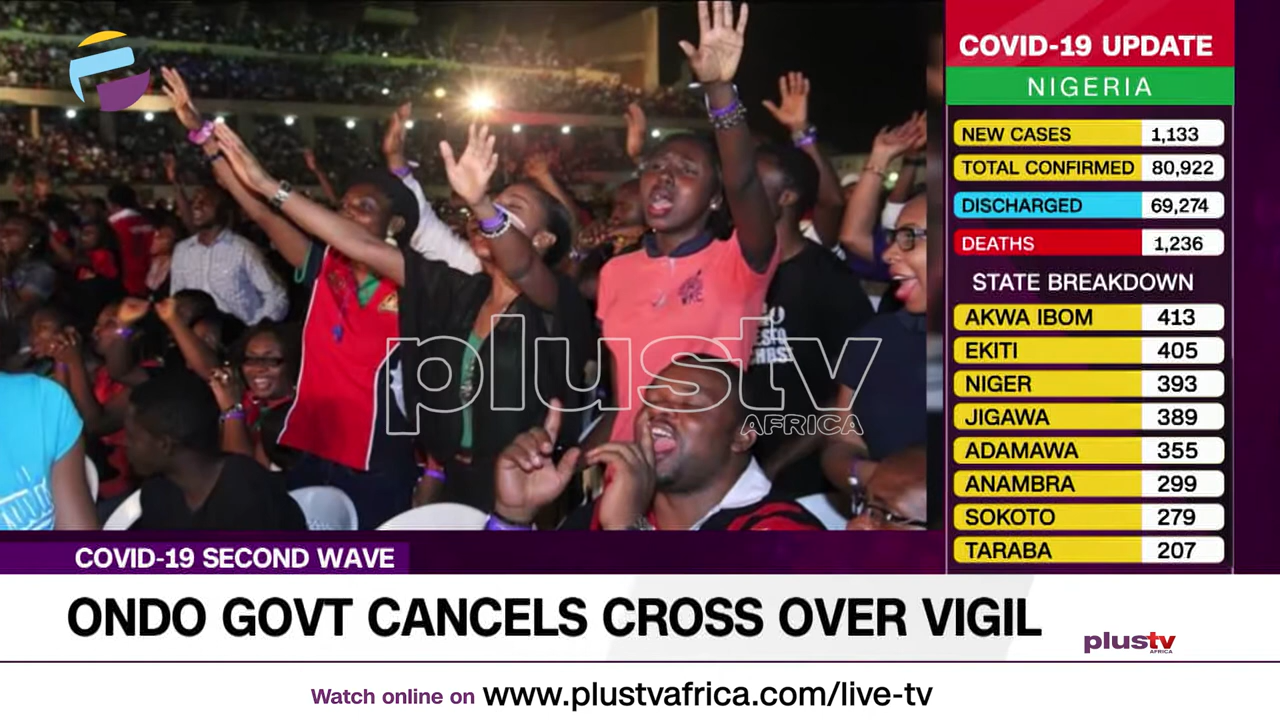 COVID-19 UPDATE
NIGERIA
NEW CASES 1,133
TOTAL CONFIRMED 80,922
DISCHARGED 69,274
DEATHS 1,236
STATE BREAKDOWN
AKWA IBOM 413
EKITI 405
NIGER 393
JIGAWA 389
ADAMAWA 355
ANAMBRA 299
SOKOTO 279
TARABA 207
plustv
AFRICA
COVID-19 SECOND WAVE
ONDO GOVT CANCELS CROSS OVER VIGIL
plustv
AFRICA
Watch online on www.plustvafrica.com/live-tv